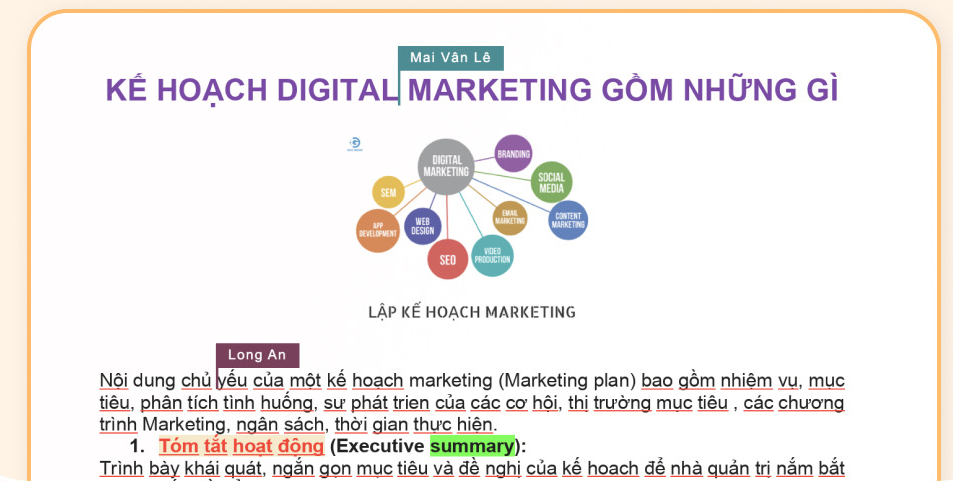 Mai Vân Lê
KẾ HOẠCH DIGITAL MARKETING GỒM NHỮNG GÌ
DIGITAL
MARKETING
BRANDING
SOCIAL
MEDIA
SEM
EMAIL
MARKETING
CONTENT
MARKETING
APP
DEVELOPMENT
WEB
DESIGN
SEO
VIDEO
PRODUCTION
LẬP KẾ HOẠCH MARKETING
Long An
Nội dung chủ yếu của một kế hoạch marketing (Marketing plan) bao gồm nhiệm vụ, mục
tiêu, phân tích tình huống, sư phát trien của các cơ hội, thị trường mục tiêu , các chương
trình Marketing, ngân sách, thời gian thực hiện.
1. Tóm tắt hoạt động (Executive summary):
Trình bày khái quát, ngắn gọn mục tiêu và đề nghị của kế hoach để nhà quản trị nắm bắt